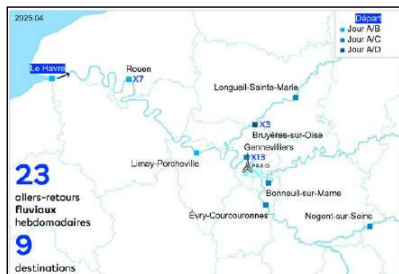 2025.04
Départ
Jour A/B
Jour A/C
Jour A/D
Le Havre
Rouen
X7
Longueil-Sainte-Marie
X3
Bruyères-sur-Oise
Gennevilliers
X13
PARIS
Limay-Porcheville
Bonneuil-sur-Marne
Évry-Courcouronnes
Nogent-sur-Seine
23
allers-retours
fluviaux
hebdomadaires
9
destinations